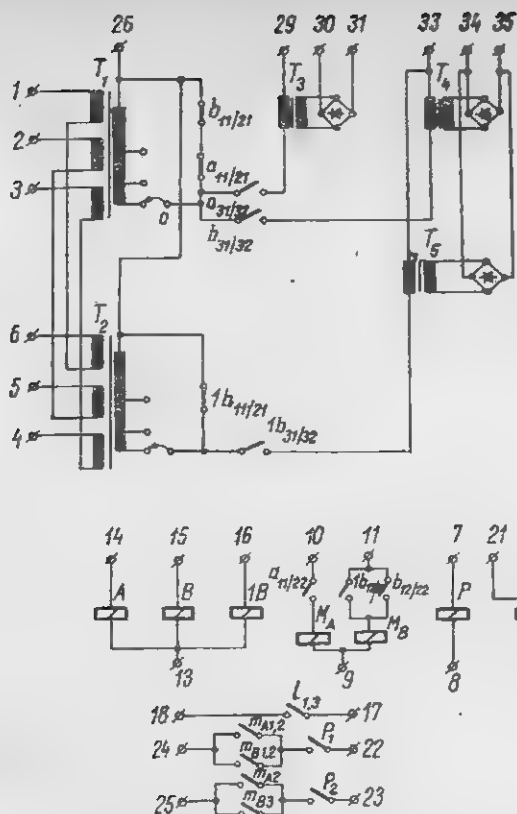 26 29 30 31 33 34 35
T1 T3 T4
1
b11/21
2
a11/21
3 a31/32
0 b31/32
T5
T2
6
1b11/21
5 1b31/32
4
14 15 16 10 11 7 21
a11/22 b12/22
A B 1B P
MA MB
13 9 8
l1,3
18 17
mA1,2
24 P1 22
mB1,2
mA2
25 P2 23
mB3